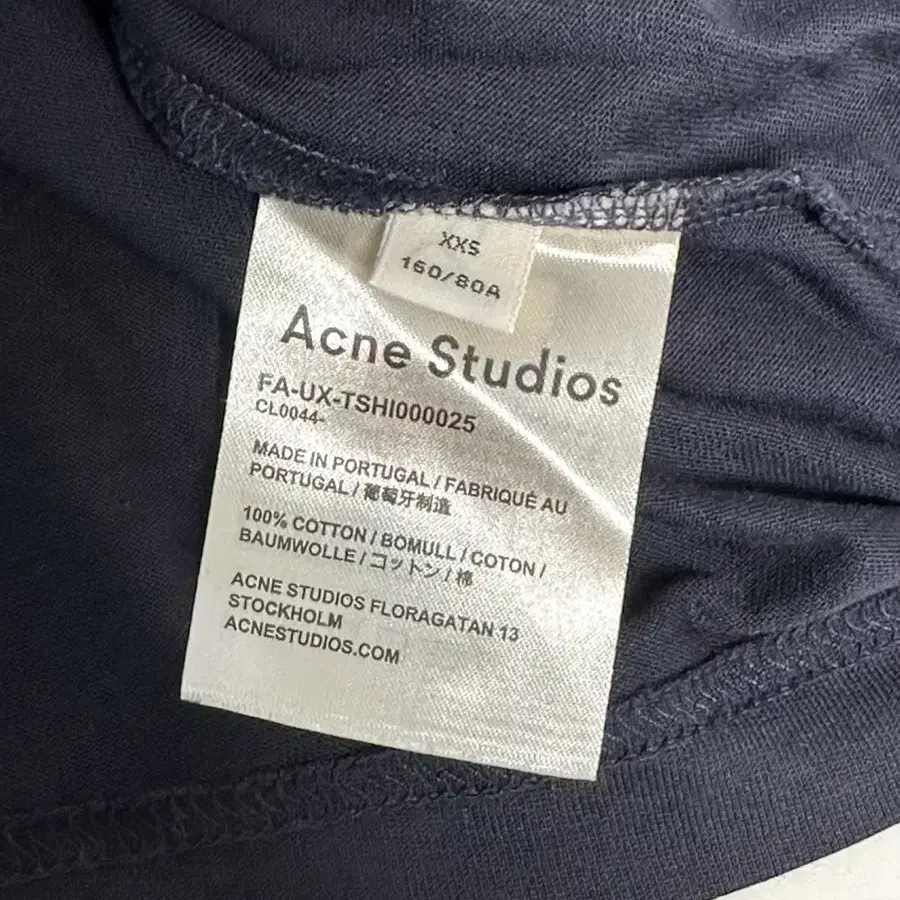 XXS
160/80A
Acne Studios
FA-UX-TSHI000025
CL0044-
MADE IN PORTUGAL / FABRIQUÉ AU
PORTUGAL / 葡萄牙制造
100% COTTON / BOMULL / COTON /
BAUMWOLLE / コットン / 棉
ACNE STUDIOS FLORAGATAN 13
STOCKHOLM
ACNESTUDIOS.COM